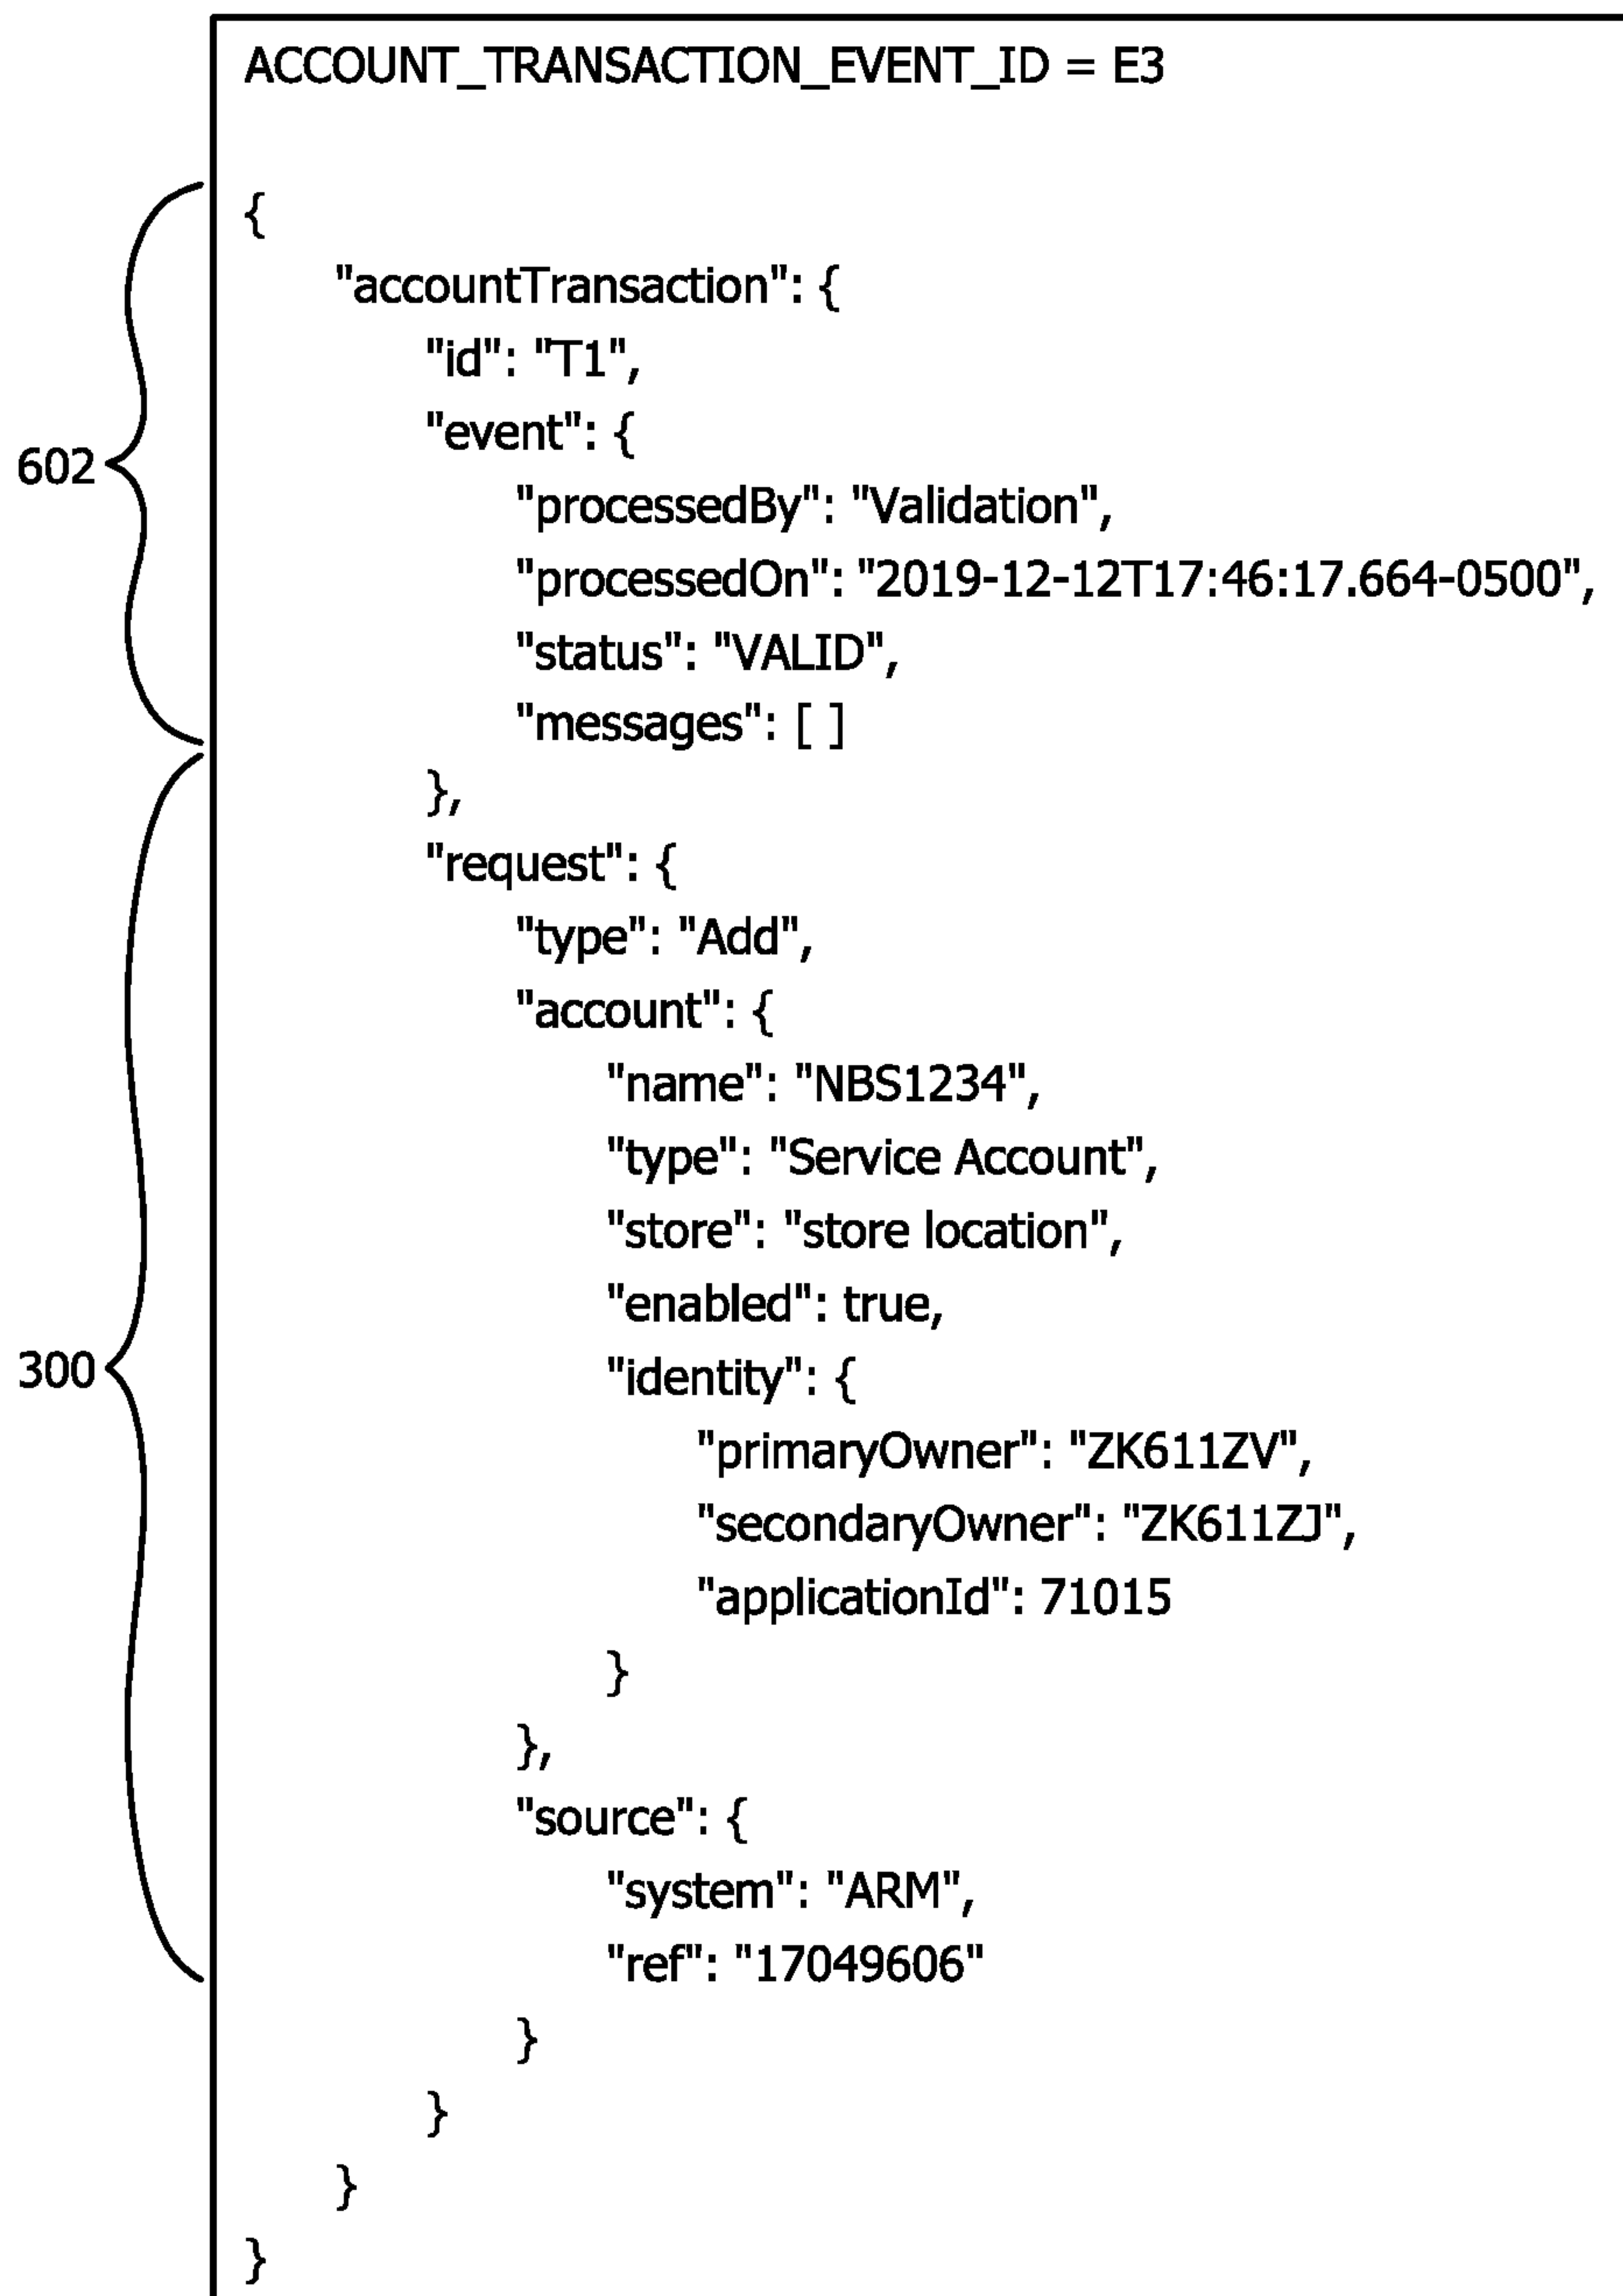 ACCOUNT_TRANSACTION_EVENT_ID = E3
{
"accountTransaction": {
"id": "T1",
"event": {
602
"processedBy": "Validation",
"processedOn": "2019-12-12T17:46:17.664-0500",
"status": "VALID",
"messages": [ ]
},
"request": {
"type": "Add",
"account": {
"name": "NBS1234",
"type": "Service Account",
"store": "store location",
"enabled": true,
300
"identity": {
"primaryOwner": "ZK611ZV",
"secondaryOwner": "ZK611ZJ",
"applicationId": 71015
}
},
"source": {
"system": "ARM",
"ref": "17049606"
}
}
}
}